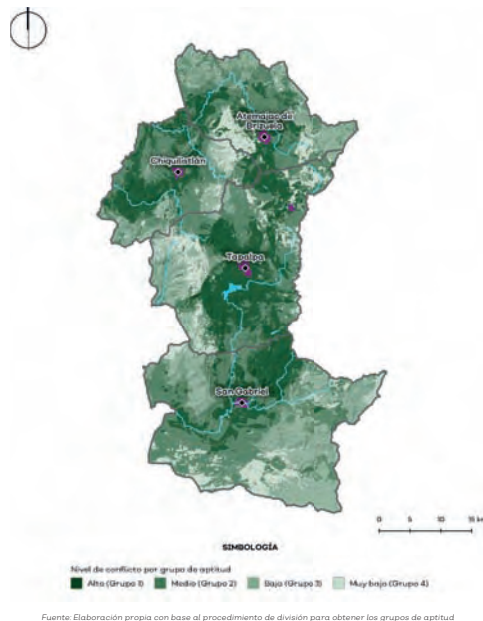 Atemajac de
Brizuela
Chiquilistlán
Tapalpa
San Gabriel
0 5 10 15 km
SIMBOLOGÍA
Nivel de conflicto por grupo de aptitud
Alto (Grupo 1) Medio (Grupo 2) Bajo (Grupo 3) Muy bajo (Grupo 4)
Fuente: Elaboración propia con base al procedimiento de división para obtener los grupos de aptitud